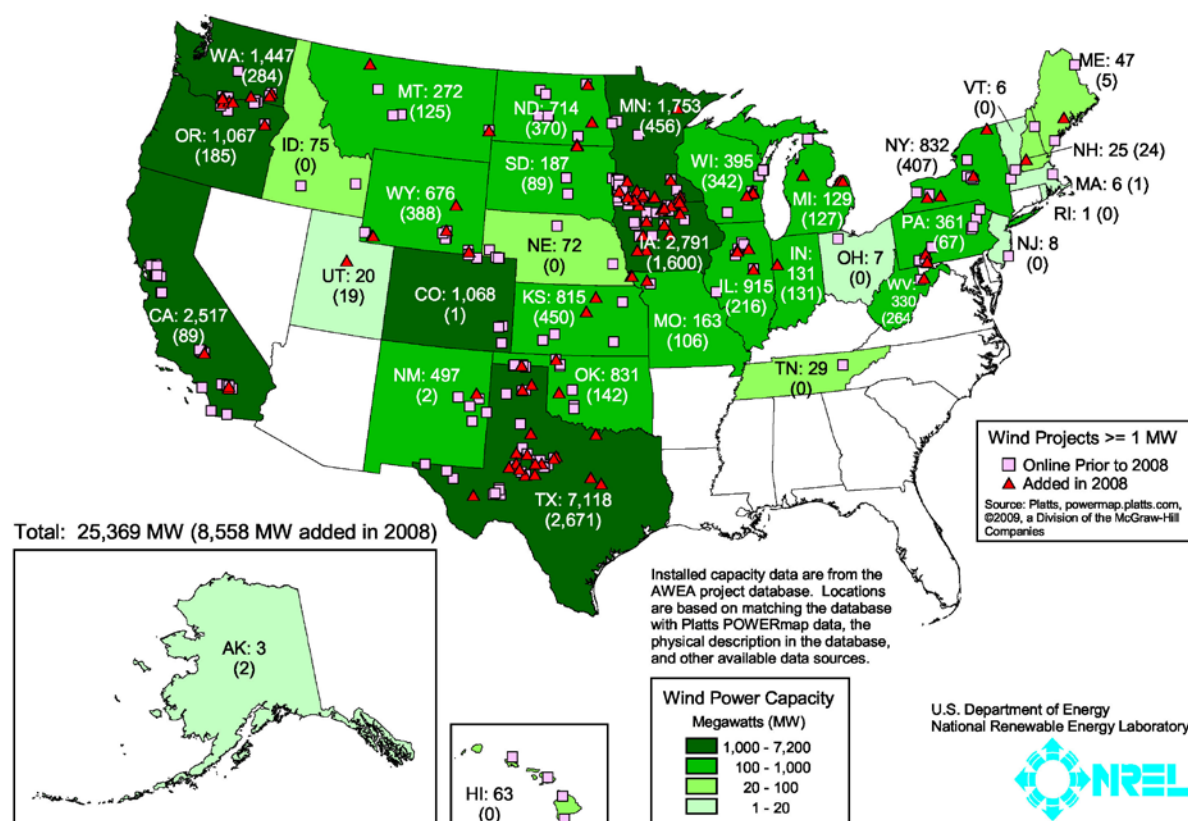 WA: 1,447
(284)
MT: 272
(125)
ND: 714
(370)
MN: 1,753
(456)
VT: 6
(0)
ME: 47
(5)
OR: 1,067
(185)
ID: 75
(0)
SD: 187
(89)
WI: 395
(342)
NY: 832
(407)
NH: 25 (24)
WY: 676
(388)
MI: 129
(127)
MA: 6 (1)
RI: 1 (0)
PA: 361
(67)
NJ: 8
(0)
NE: 72
(0)
IA: 2,791
(1,600)
IN:
131
(131)
OH: 7
(0)
UT: 20
(19)
CO: 1,068
(1)
KS: 815
(450)
IL: 915
(216)
WV:
330
(264)
CA: 2,517
(89)
MO: 163
(106)
NM: 497
(2)
OK: 831
(142)
TN: 29
(0)
TX: 7,118
(2,671)
Wind Projects >= 1 MW
Online Prior to 2008
Added in 2008
Source: Platts, powermap.platts.com,
©2009, a Division of the McGraw-Hill
Companies
Total: 25,369 MW (8,558 MW added in 2008)
AK: 3
(2)
HI: 63
(0)
Installed capacity data are from the
AWEA project database. Locations
are based on matching the database
with Platts POWERmap data, the
physical description in the database,
and other available data sources.
Wind Power Capacity
Megawatts (MW)
1,000 - 7,200
100 - 1,000
20 - 100
1 - 20
U.S. Department of Energy
National Renewable Energy Laboratory
NREL